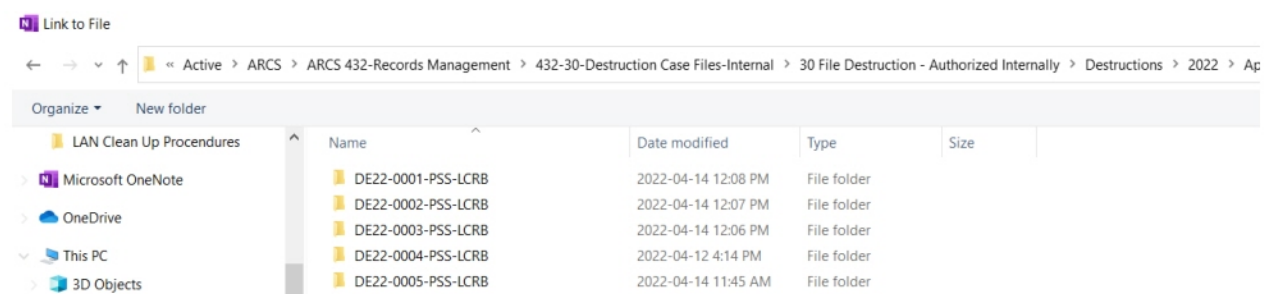 Link to File
« Active > ARCS > ARCS 432-Records Management > 432-30-Destruction Case Files-Internal > 30 File Destruction - Authorized Internally > Destructions > 2022 > Ap
Organize New folder
LAN Clean Up Procendures
Name Date modified Type Size
Microsoft OneNote
DE22-0001-PSS-LCRB 2022-04-14 12:08 PM File folder
DE22-0002-PSS-LCRB 2022-04-14 12:07 PM File folder
OneDrive
DE22-0003-PSS-LCRB 2022-04-14 12:06 PM File folder
This PC
DE22-0004-PSS-LCRB 2022-04-12 4:14 PM File folder
3D Objects
DE22-0005-PSS-LCRB 2022-04-14 11:45 AM File folder